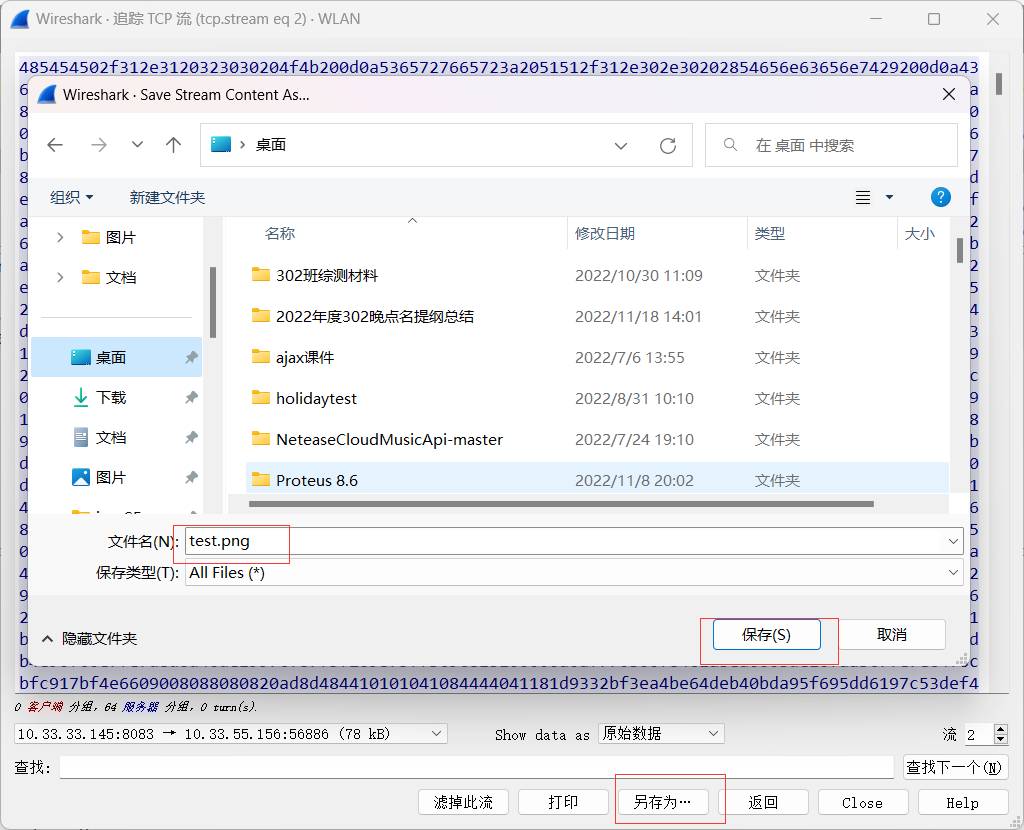 Wireshark · 追踪 TCP 流 (tcp.stream eq 2) · WLAN
485454502f312e3120323030204f4b200d0a5365727665723a2051512f312e302e30202854656e63656e7429200d0a43
Wireshark · Save Stream Content As...
桌面
在 桌面 中搜索
组织
新建文件夹
图片
文档
桌面
下载
文档
图片
名称 修改日期 类型 大小
302班综测材料 2022/10/30 11:09 文件夹
2022年度302晚点名提纲总结 2022/11/18 14:01 文件夹
ajax课件 2022/7/6 13:55 文件夹
holidaytest 2022/8/31 10:10 文件夹
NeteaseCloudMusicApi-master 2022/7/24 19:10 文件夹
Proteus 8.6 2022/11/8 20:02 文件夹
文件名(N): test.png
保存类型(T): All Files (*)
隐藏文件夹
保存(S)
取消
bfc917bf4e6609008088080820ad8d484410101041084444041181d9332bf3ea4be64deb40bda95f695dd6197c53def4
0 客户端 分组, 64 服务器 分组, 0 turn(s).
10.33.33.145:8083 → 10.33.55.156:56886 (78 kB)
Show data as 原始数据
流 2
查找:
查找下一个(N)
滤掉此流
打印
另存为…
返回
Close
Help